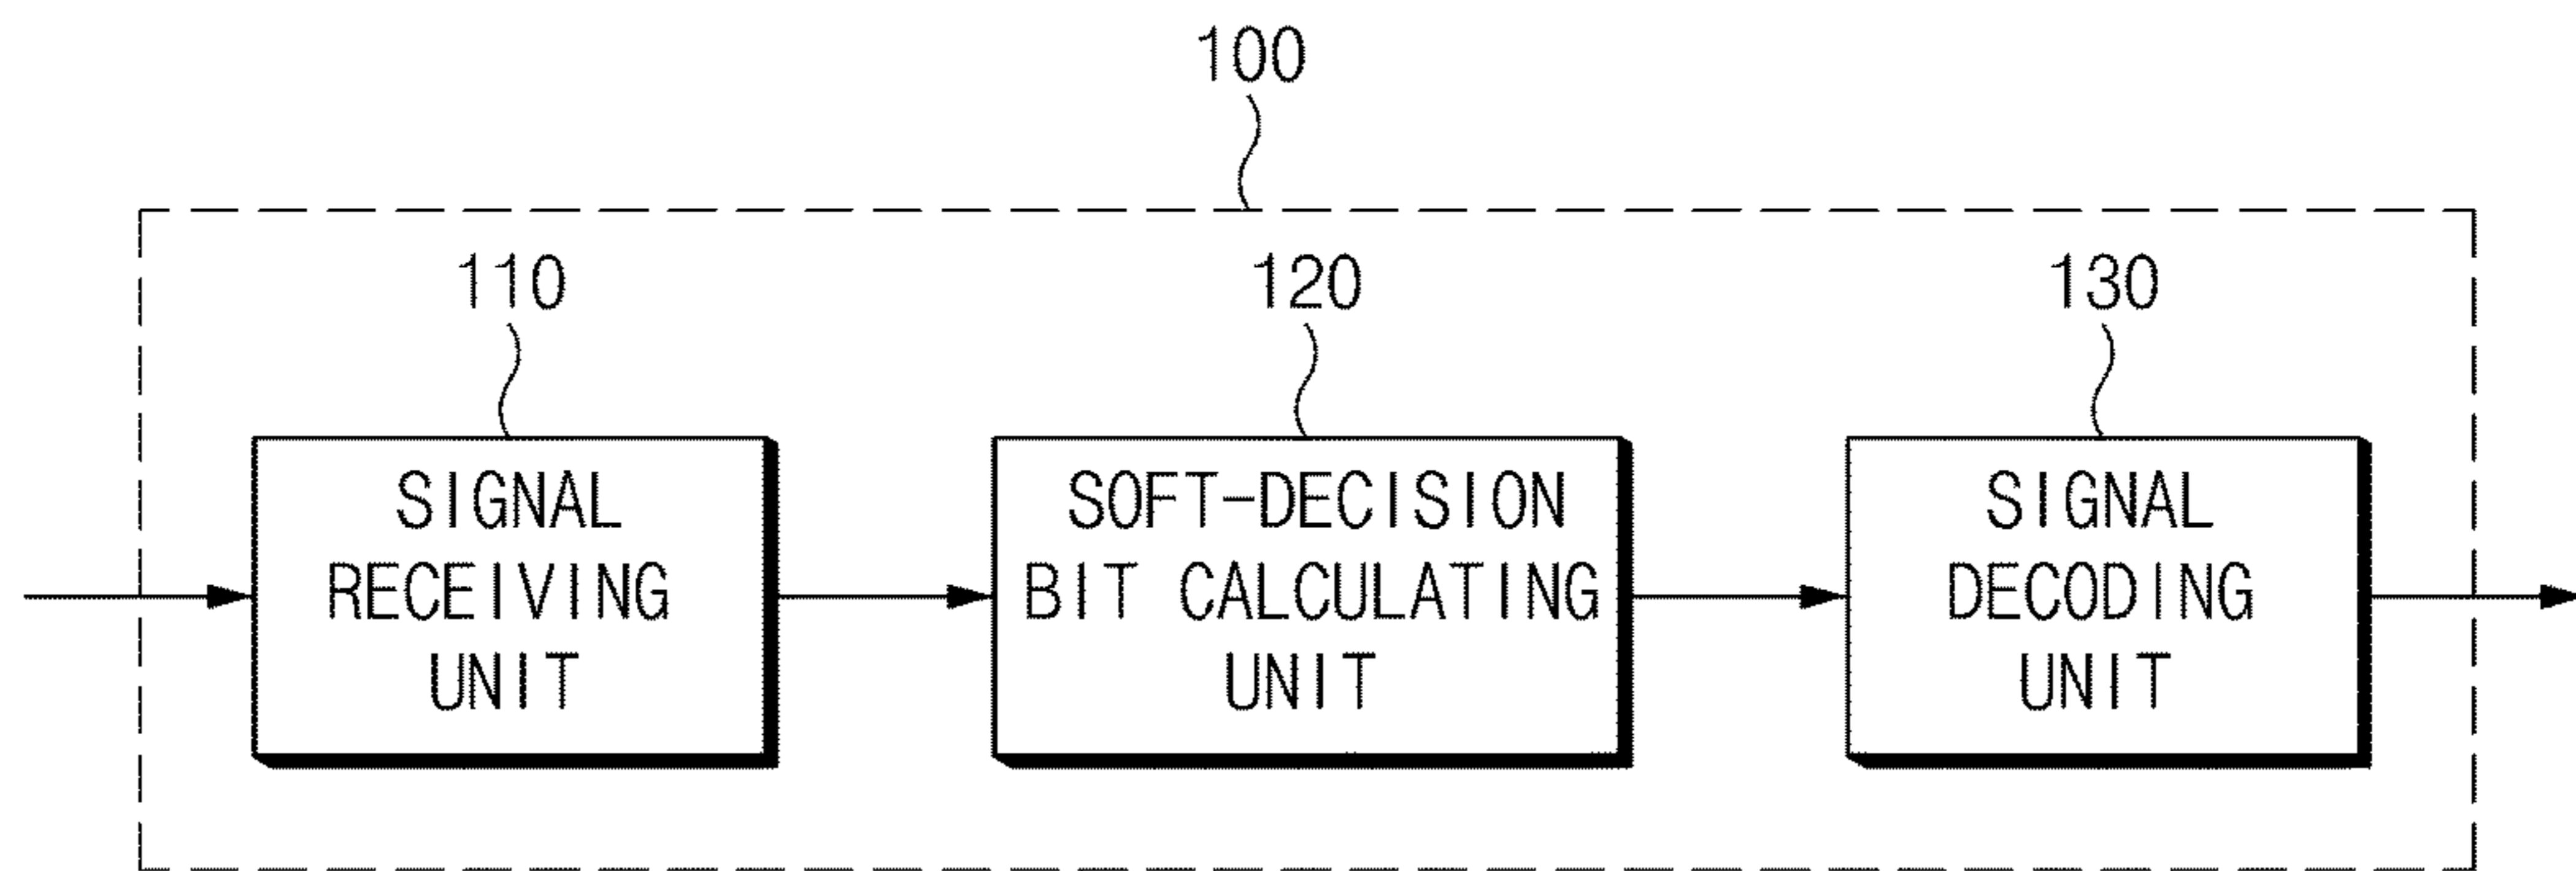 100
110
120
130
SIGNAL
RECEIVING
UNIT
SOFT-DECISION
BIT CALCULATING
UNIT
SIGNAL
DECODING
UNIT